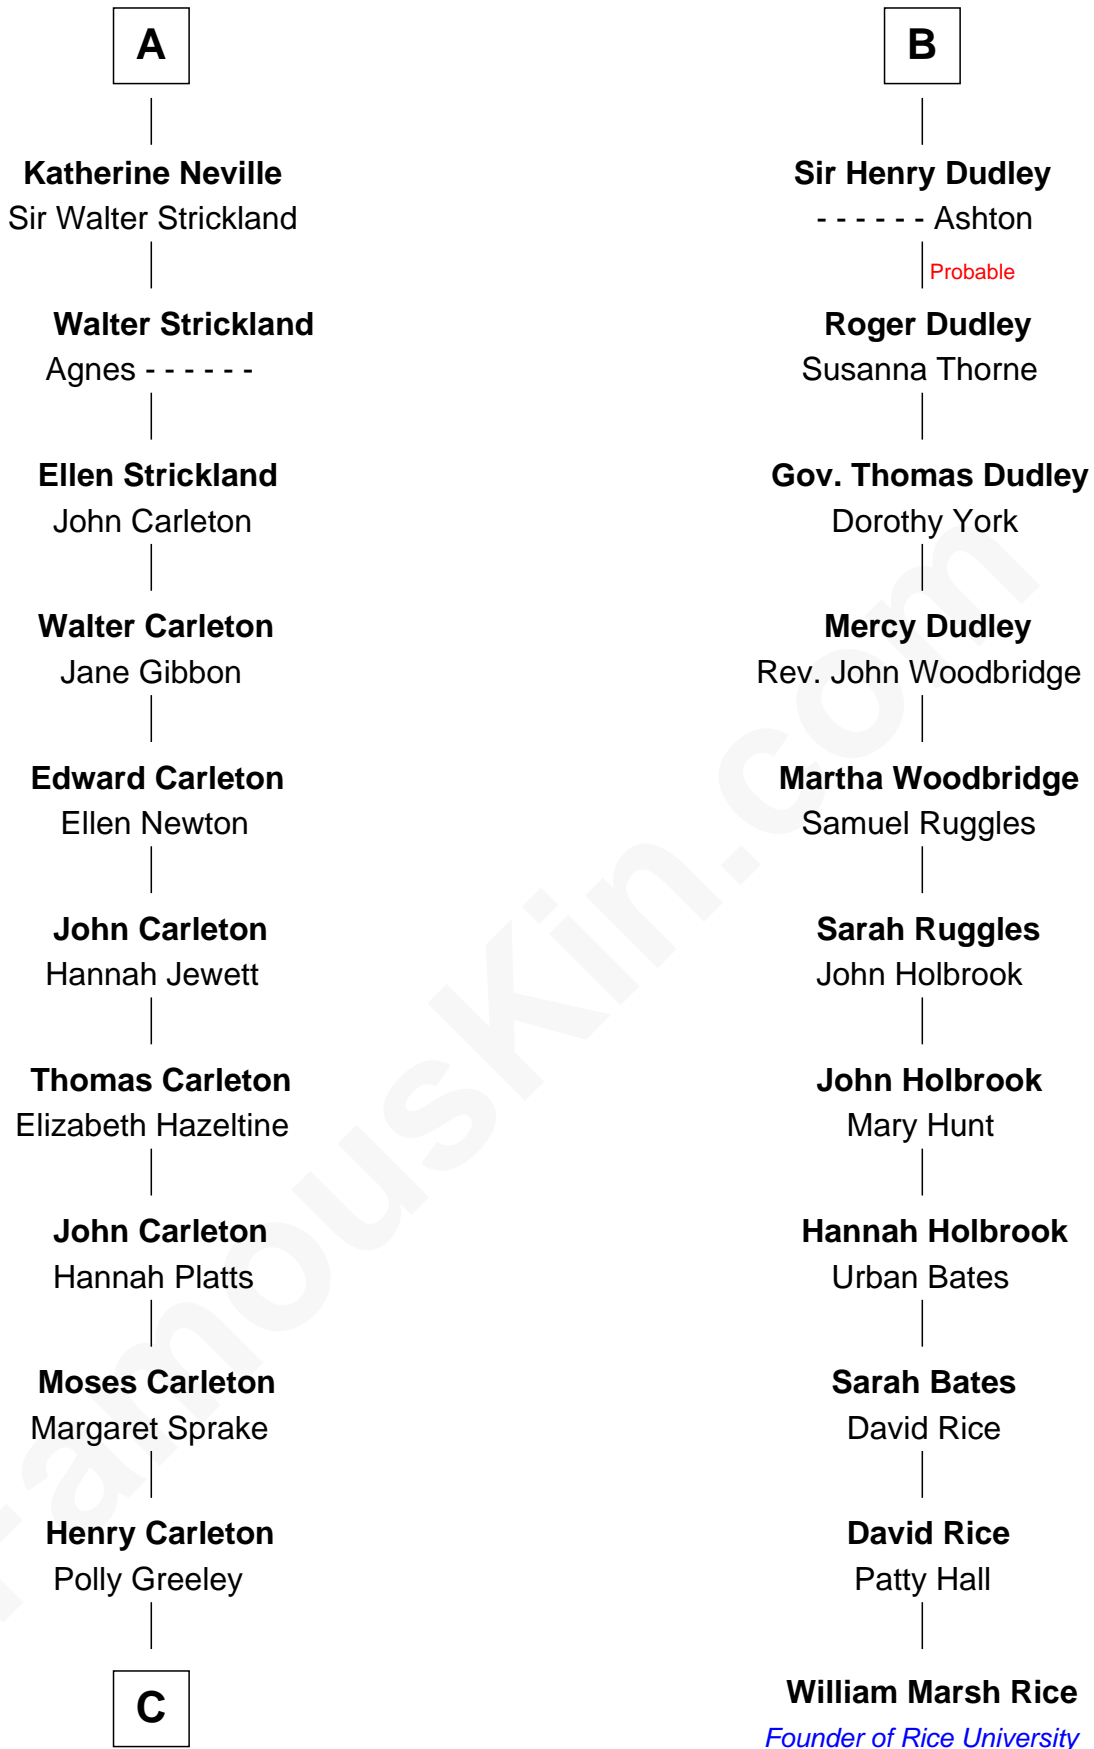 A
Katherine Neville
Sir Walter Strickland
Walter Strickland
Agnes - - - - - -
Ellen Strickland
John Carleton
Walter Carleton
Jane Gibbon
Edward Carleton
Ellen Newton
John Carleton
Hannah Jewett
Thomas Carleton
Elizabeth Hazeltine
John Carleton
Hannah Platts
Moses Carleton
Margaret Sprake
Henry Carleton
Polly Greeley
C
B
Sir Henry Dudley
- - - - - - Ashton
Probable
Roger Dudley
Susanna Thorne
Gov. Thomas Dudley
Dorothy York
Mercy Dudley
Rev. John Woodbridge
Martha Woodbridge
Samuel Ruggles
Sarah Ruggles
John Holbrook
John Holbrook
Mary Hunt
Hannah Holbrook
Urban Bates
Sarah Bates
David Rice
David Rice
Patty Hall
William Marsh Rice
Founder of Rice University
FamousKin.com